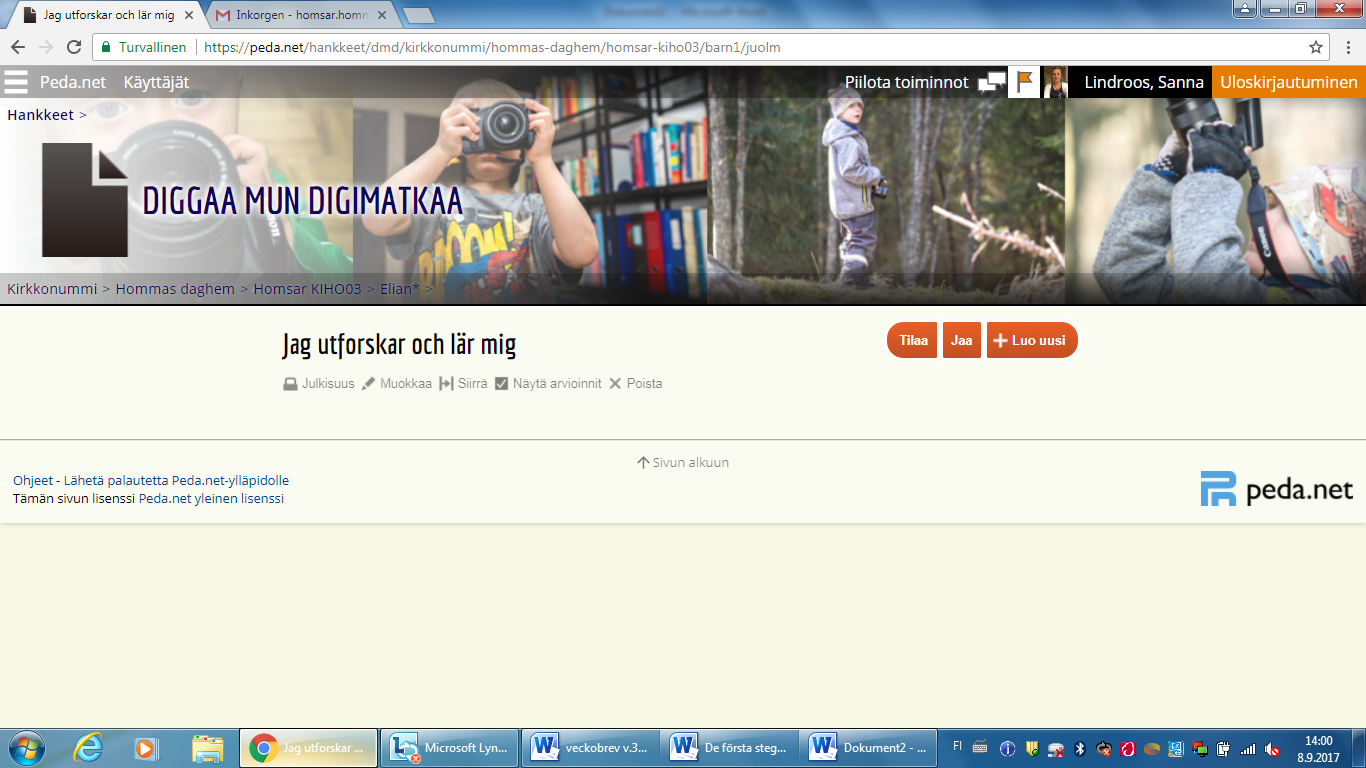 Jag utforskar och lär mig
Inkorgen - homsar.homm
Turvallinen
https://peda.net/hankkeet/dmd/kirkkonummi/hommas-daghem/homsar-kiho03/barn1/juolm
Peda.net Käyttäjät
Piilota toiminnot
Lindroos, Sanna
Uloskirjautuminen
Hankkeet >
DIGGAA MUN DIGIMATKAA
Kirkkonummi > Hommas daghem > Homsar KIHO03 > Elian* >
Jag utforskar och lär mig
Tilaa
Jaa
Luo uusi
Julkisuus Muokkaa Siirrä Näytä arvioinnit Poista
Sivun alkuun
Ohjeet - Lähetä palautetta Peda.net-ylläpidolle
Tämän sivun lisenssi Peda.net yleinen lisenssi
peda.net
Jag utforskar ...
Microsoft Lyn...
veckobrev v.3...
De första steg...
Dokument2 - ...
FI
14:00
8.9.2017